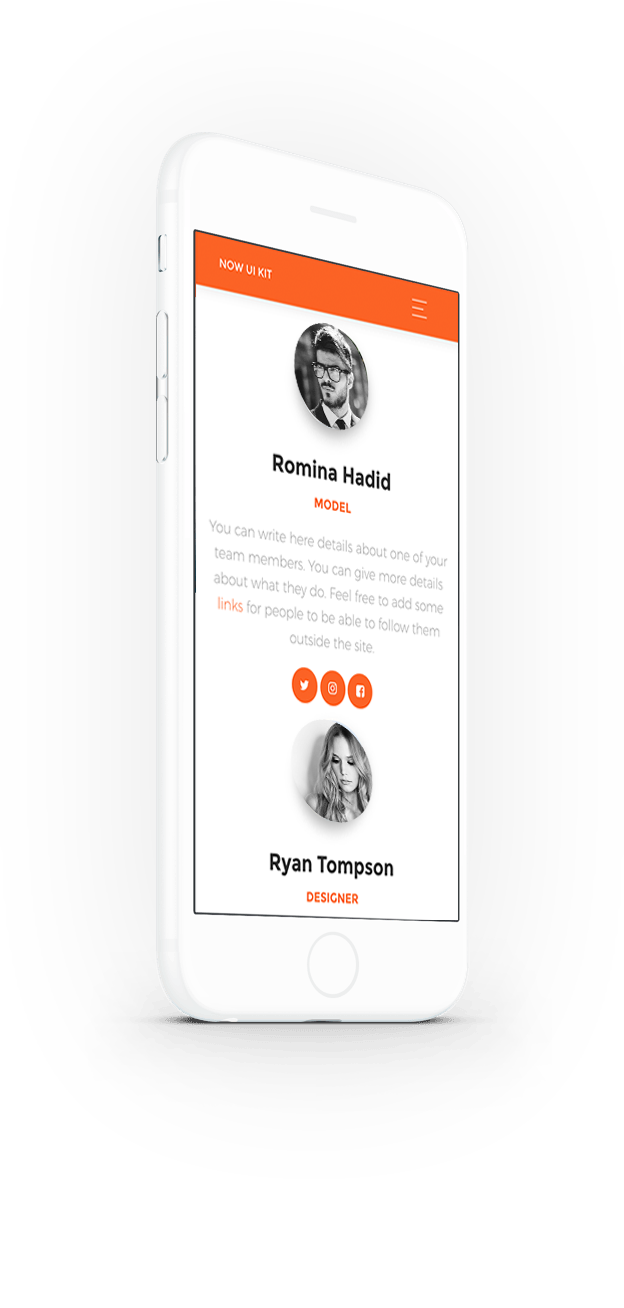 NOW UI KIT
Romina Hadid
MODEL
You can write here details about one of your
team members. You can give more details
about what they do. Feel free to add some
links for people to be able to follow them
outside the site.
Ryan Tompson
DESIGNER